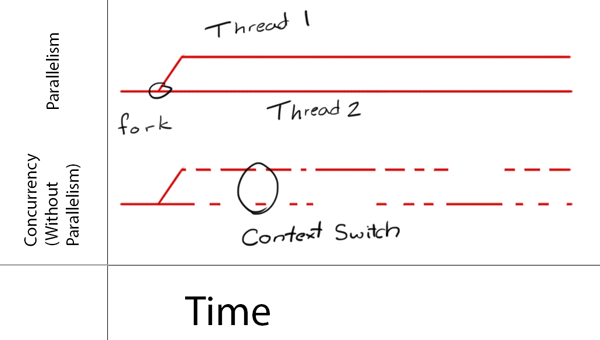 Parallelism
Thread 1
Thread 2
fork
Concurrency
(Without
Parallelism)
Context Switch
Time